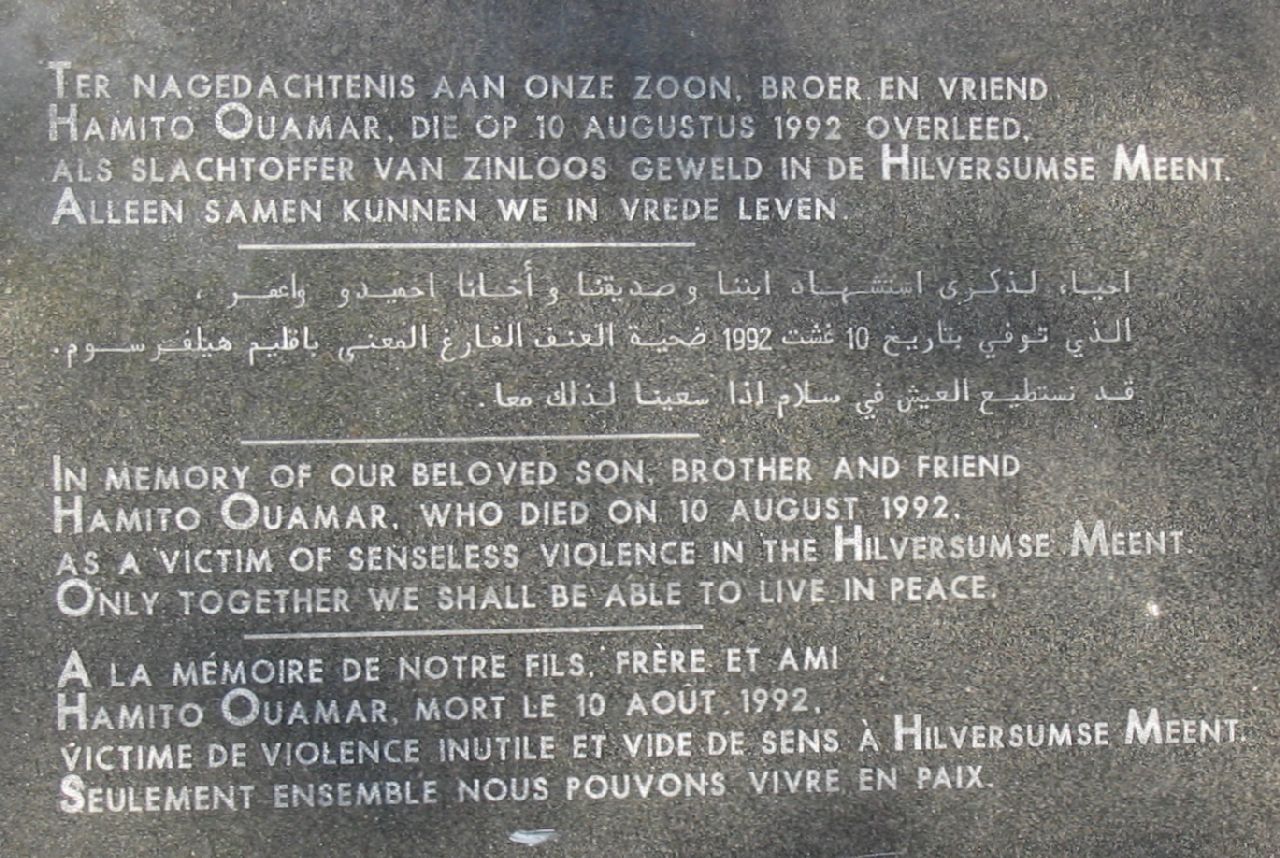 TER NAGEDACHTENIS AAN ONZE ZOON, BROER EN VRIEND
HAMITO OUAMAR, DIE OP 10 AUGUSTUS 1992 OVERLEED,
ALS SLACHTOFFER VAN ZINLOOS GEWELD IN DE HILVERSUMSE MEENT.
ALLEEN SAMEN KUNNEN WE IN VREDE LEVEN.
احياء لذكرى استشهاد ابننا وصديقنا وأخانا احميدو واعمر ،
الذي توفي بتاريخ 10 غشت 1992 ضحية العنف الفارغ المعنى باقليم هيلفرسوم.
قد نستطيع العيش في سلام إذا سعينا لذلك معا.
IN MEMORY OF OUR BELOVED SON, BROTHER AND FRIEND
HAMITO OUAMAR, WHO DIED ON 10 AUGUST 1992,
AS A VICTIM OF SENSELESS VIOLENCE IN THE HILVERSUMSE MEENT.
ONLY TOGETHER WE SHALL BE ABLE TO LIVE IN PEACE.
A LA MÉMOIRE DE NOTRE FILS, FRÈRE ET AMI
HAMITO OUAMAR, MORT LE 10 AOÛT 1992,
VICTIME DE VIOLENCE INUTILE ET VIDE DE SENS À HILVERSUMSE MEENT.
SEULEMENT ENSEMBLE NOUS POUVONS VIVRE EN PAIX.